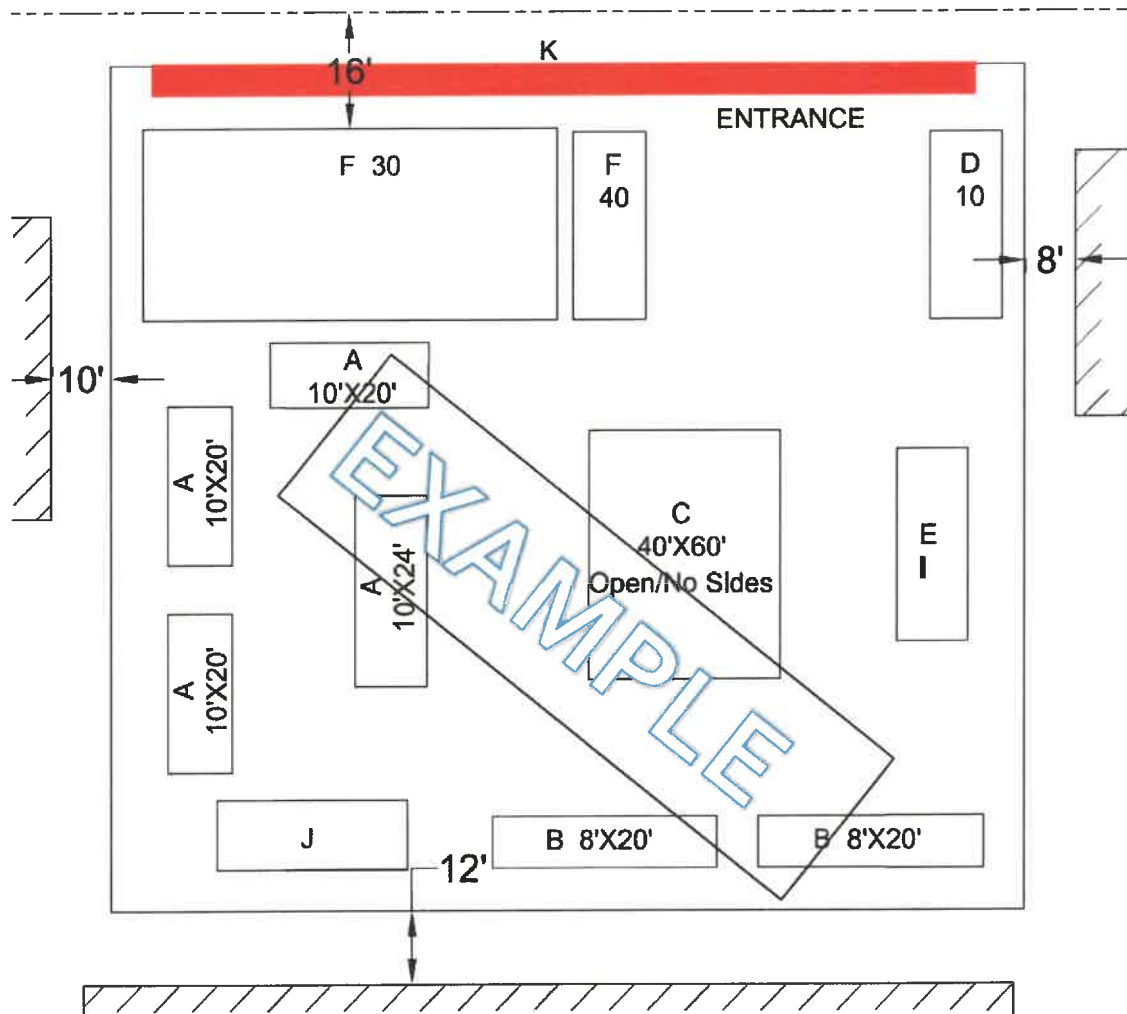 K
16'
ENTRANCE
F 30
F
40
D
10
8'
10'
A
10'X20'
A
10'X20'
A
10'X24'
C
40'X60'
Open/No Sides
E
I
A
10'X20'
EXAMPLE
J
B 8'X20'
B 8'X20'
12'